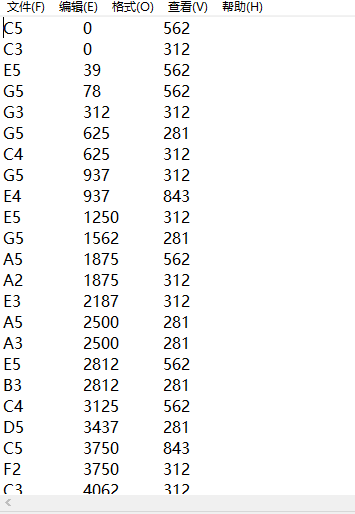 文件(F) 编辑(E) 格式(O) 查看(V) 帮助(H)
C5 0 562
C3 0 312
E5 39 562
G5 78 562
G3 312 312
G5 625 281
C4 625 312
G5 937 312
E4 937 843
E5 1250 312
G5 1562 281
A5 1875 562
A2 1875 312
E3 2187 312
A5 2500 281
A3 2500 281
E5 2812 562
B3 2812 281
C4 3125 562
D5 3437 281
C5 3750 843
F2 3750 312
C3 4062 312